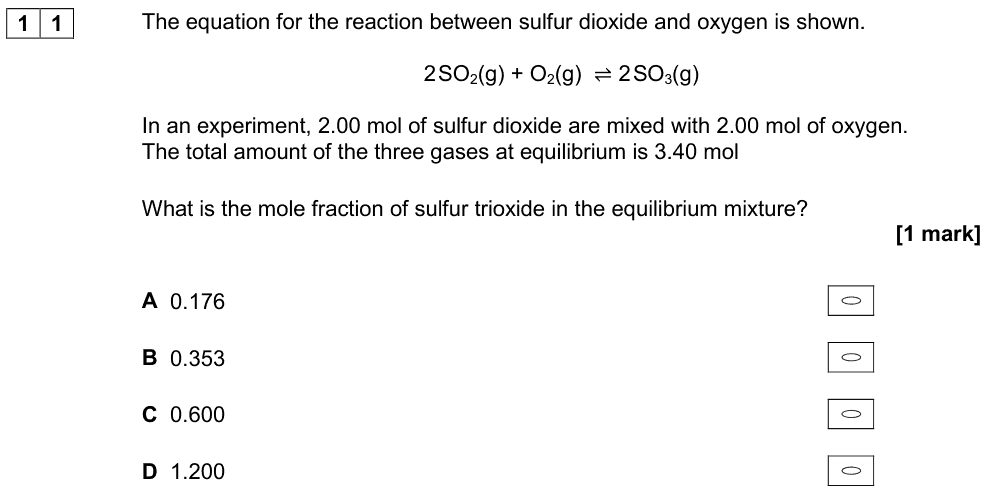 1 1 The equation for the reaction between sulfur dioxide and oxygen is shown.
2SO₂(g) + O₂(g) ⇌ 2SO₃(g)
In an experiment, 2.00 mol of sulfur dioxide are mixed with 2.00 mol of oxygen.
The total amount of the three gases at equilibrium is 3.40 mol
What is the mole fraction of sulfur trioxide in the equilibrium mixture?
[1 mark]
A 0.176
B 0.353
C 0.600
D 1.200